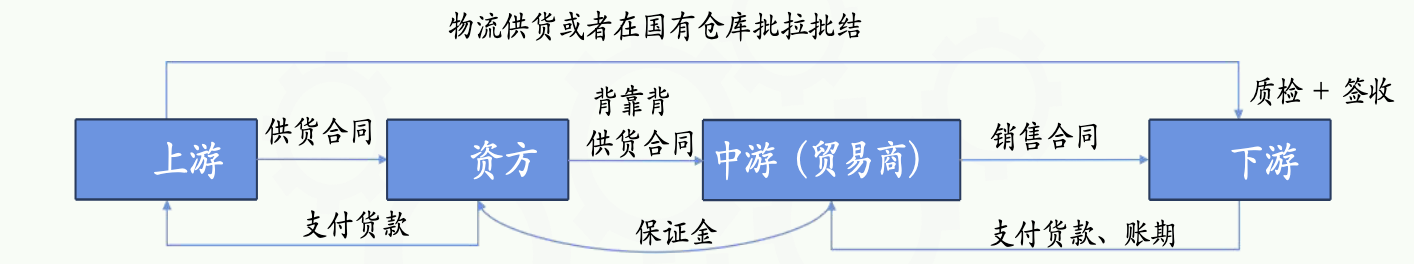 物流供货或者在国有仓库批拉批结
质检 + 签收
上游
供货合同
资方
背靠背
供货合同
中游（贸易商）
销售合同
下游
支付货款
保证金
支付货款、账期